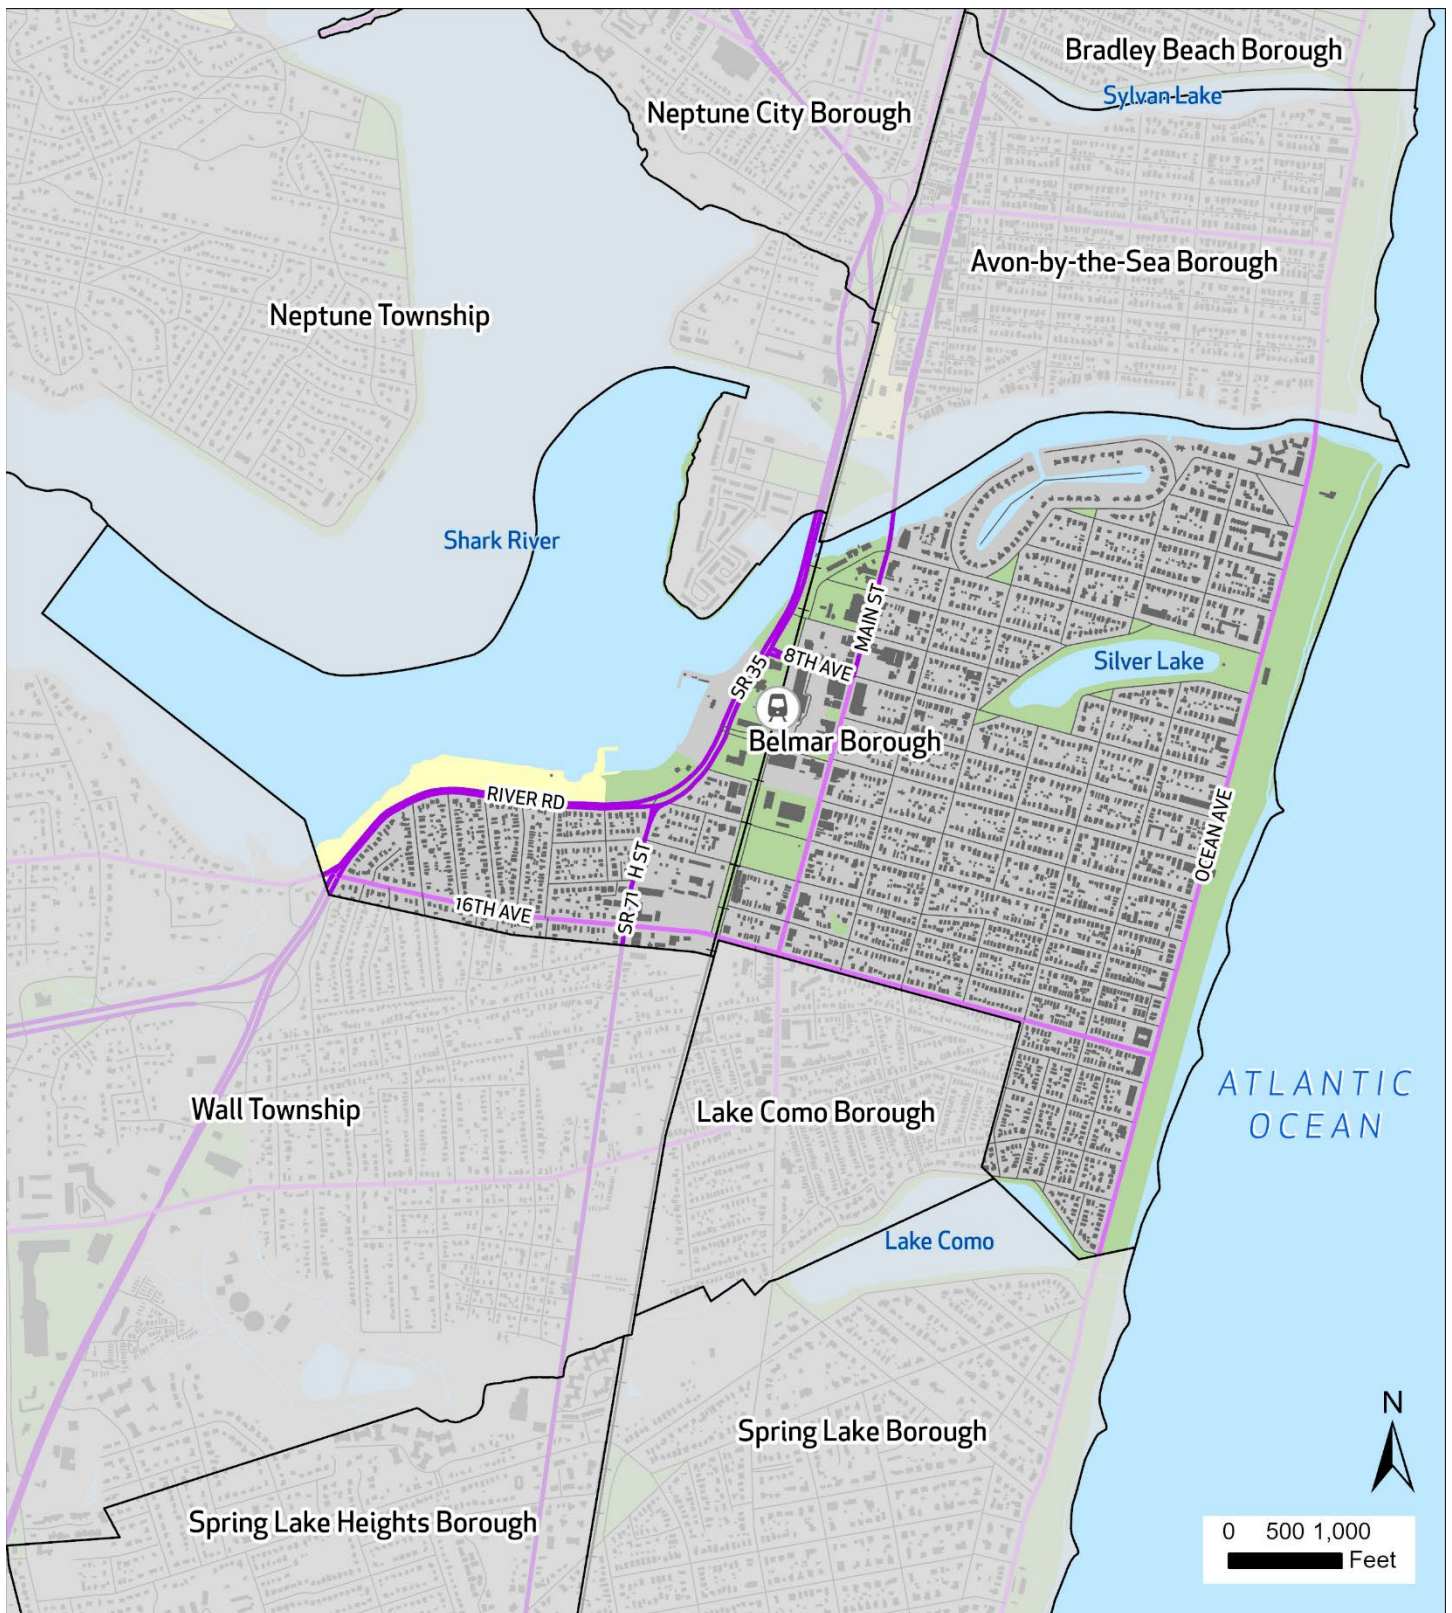 Bradley Beach Borough
Sylvan Lake
Neptune City Borough
Avon-by-the-Sea Borough
Neptune Township
Shark River
MAIN ST
8TH AVE
Silver Lake
SR 35
Belmar Borough
RIVER RD
OCEAN AVE
SR 71 H ST
16TH AVE
ATLANTIC
OCEAN
Wall Township
Lake Como Borough
Lake Como
N
Spring Lake Borough
Spring Lake Heights Borough
0 500 1,000
Feet